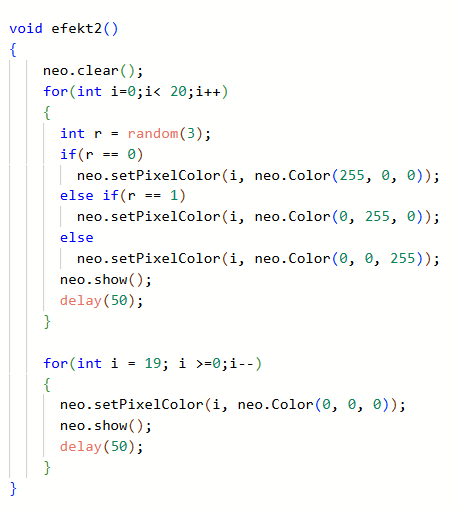 void efekt2()
{
    neo.clear();
    for(int i=0;i< 20;i++)
    {
      int r = random(3);
      if(r == 0)
        neo.setPixelColor(i, neo.Color(255, 0, 0));
      else if(r == 1)
        neo.setPixelColor(i, neo.Color(0, 255, 0));
      else
        neo.setPixelColor(i, neo.Color(0, 0, 255));
      neo.show();
      delay(50);
    }

    for(int i = 19; i >=0;i--)
    {
      neo.setPixelColor(i, neo.Color(0, 0, 0));
      neo.show();
      delay(50);
    }
}